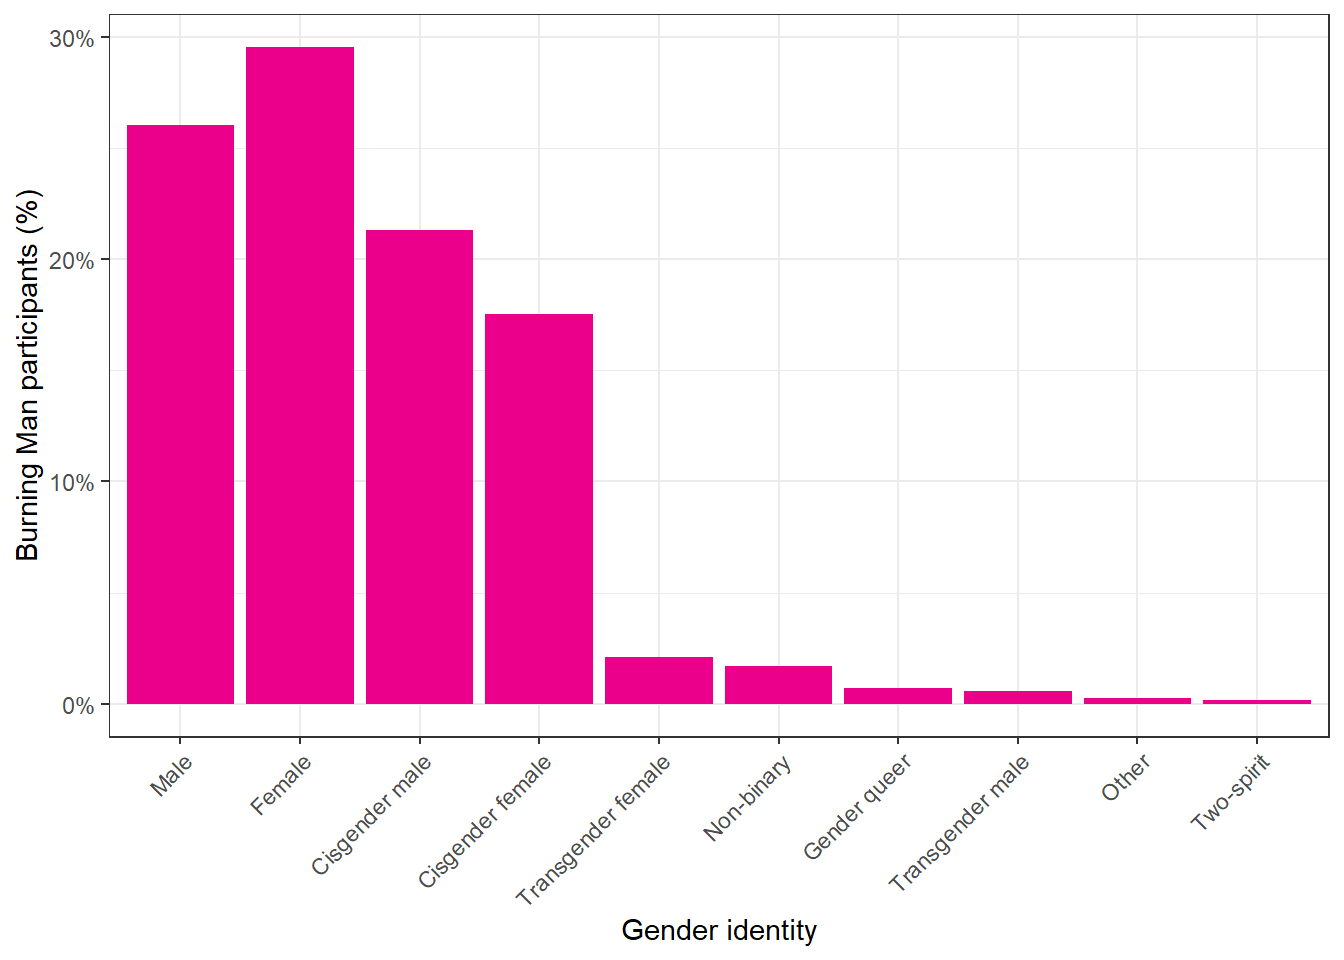 30%
20%
10%
0%
Burning Man participants (%)
Male
Female
Cisgender male
Cisgender female
Transgender female
Non-binary
Gender queer
Transgender male
Other
Two-spirit
Gender identity